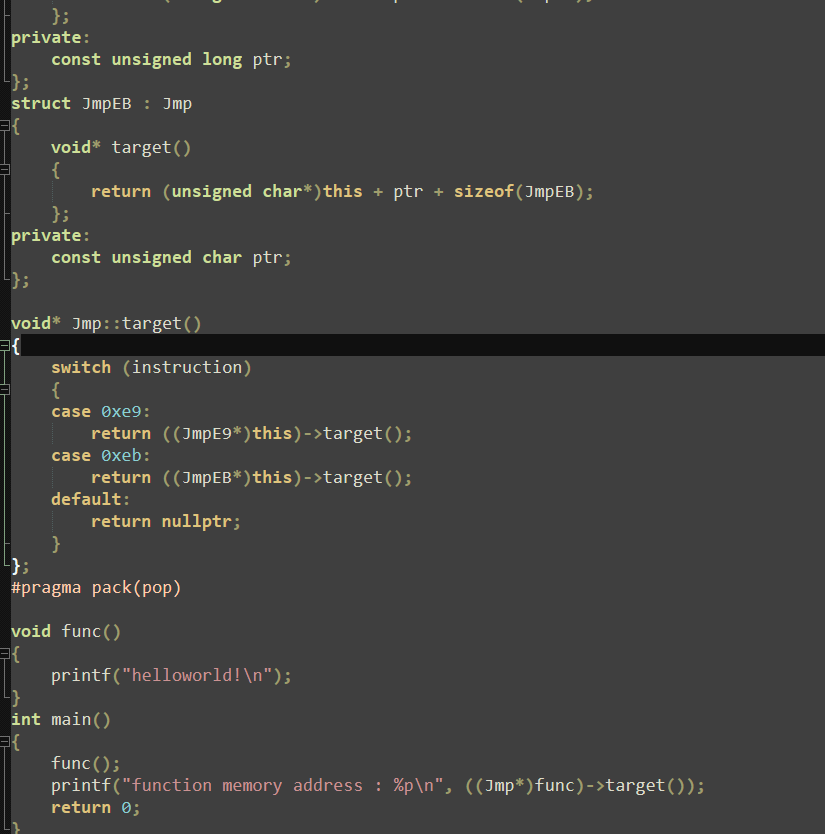 };
private:
    const unsigned long ptr;
};
struct JmpEB : Jmp
{
    void* target()
    {
        return (unsigned char*)this + ptr + sizeof(JmpEB);
    };
private:
    const unsigned char ptr;
};

void* Jmp::target()
{
    switch (instruction)
    {
    case 0xe9:
        return ((JmpE9*)this)->target();
    case 0xeb:
        return ((JmpEB*)this)->target();
    default:
        return nullptr;
    }
};
#pragma pack(pop)

void func()
{
    printf("helloworld!\n");
}
int main()
{
    func();
    printf("function memory address : %p\n", ((Jmp*)func)->target());
    return 0;
}